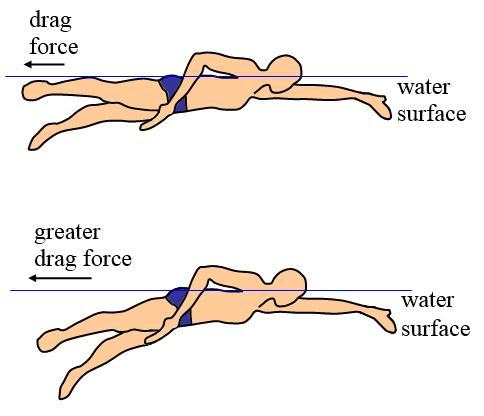 drag
force
water
surface
greater
drag force
water
surface